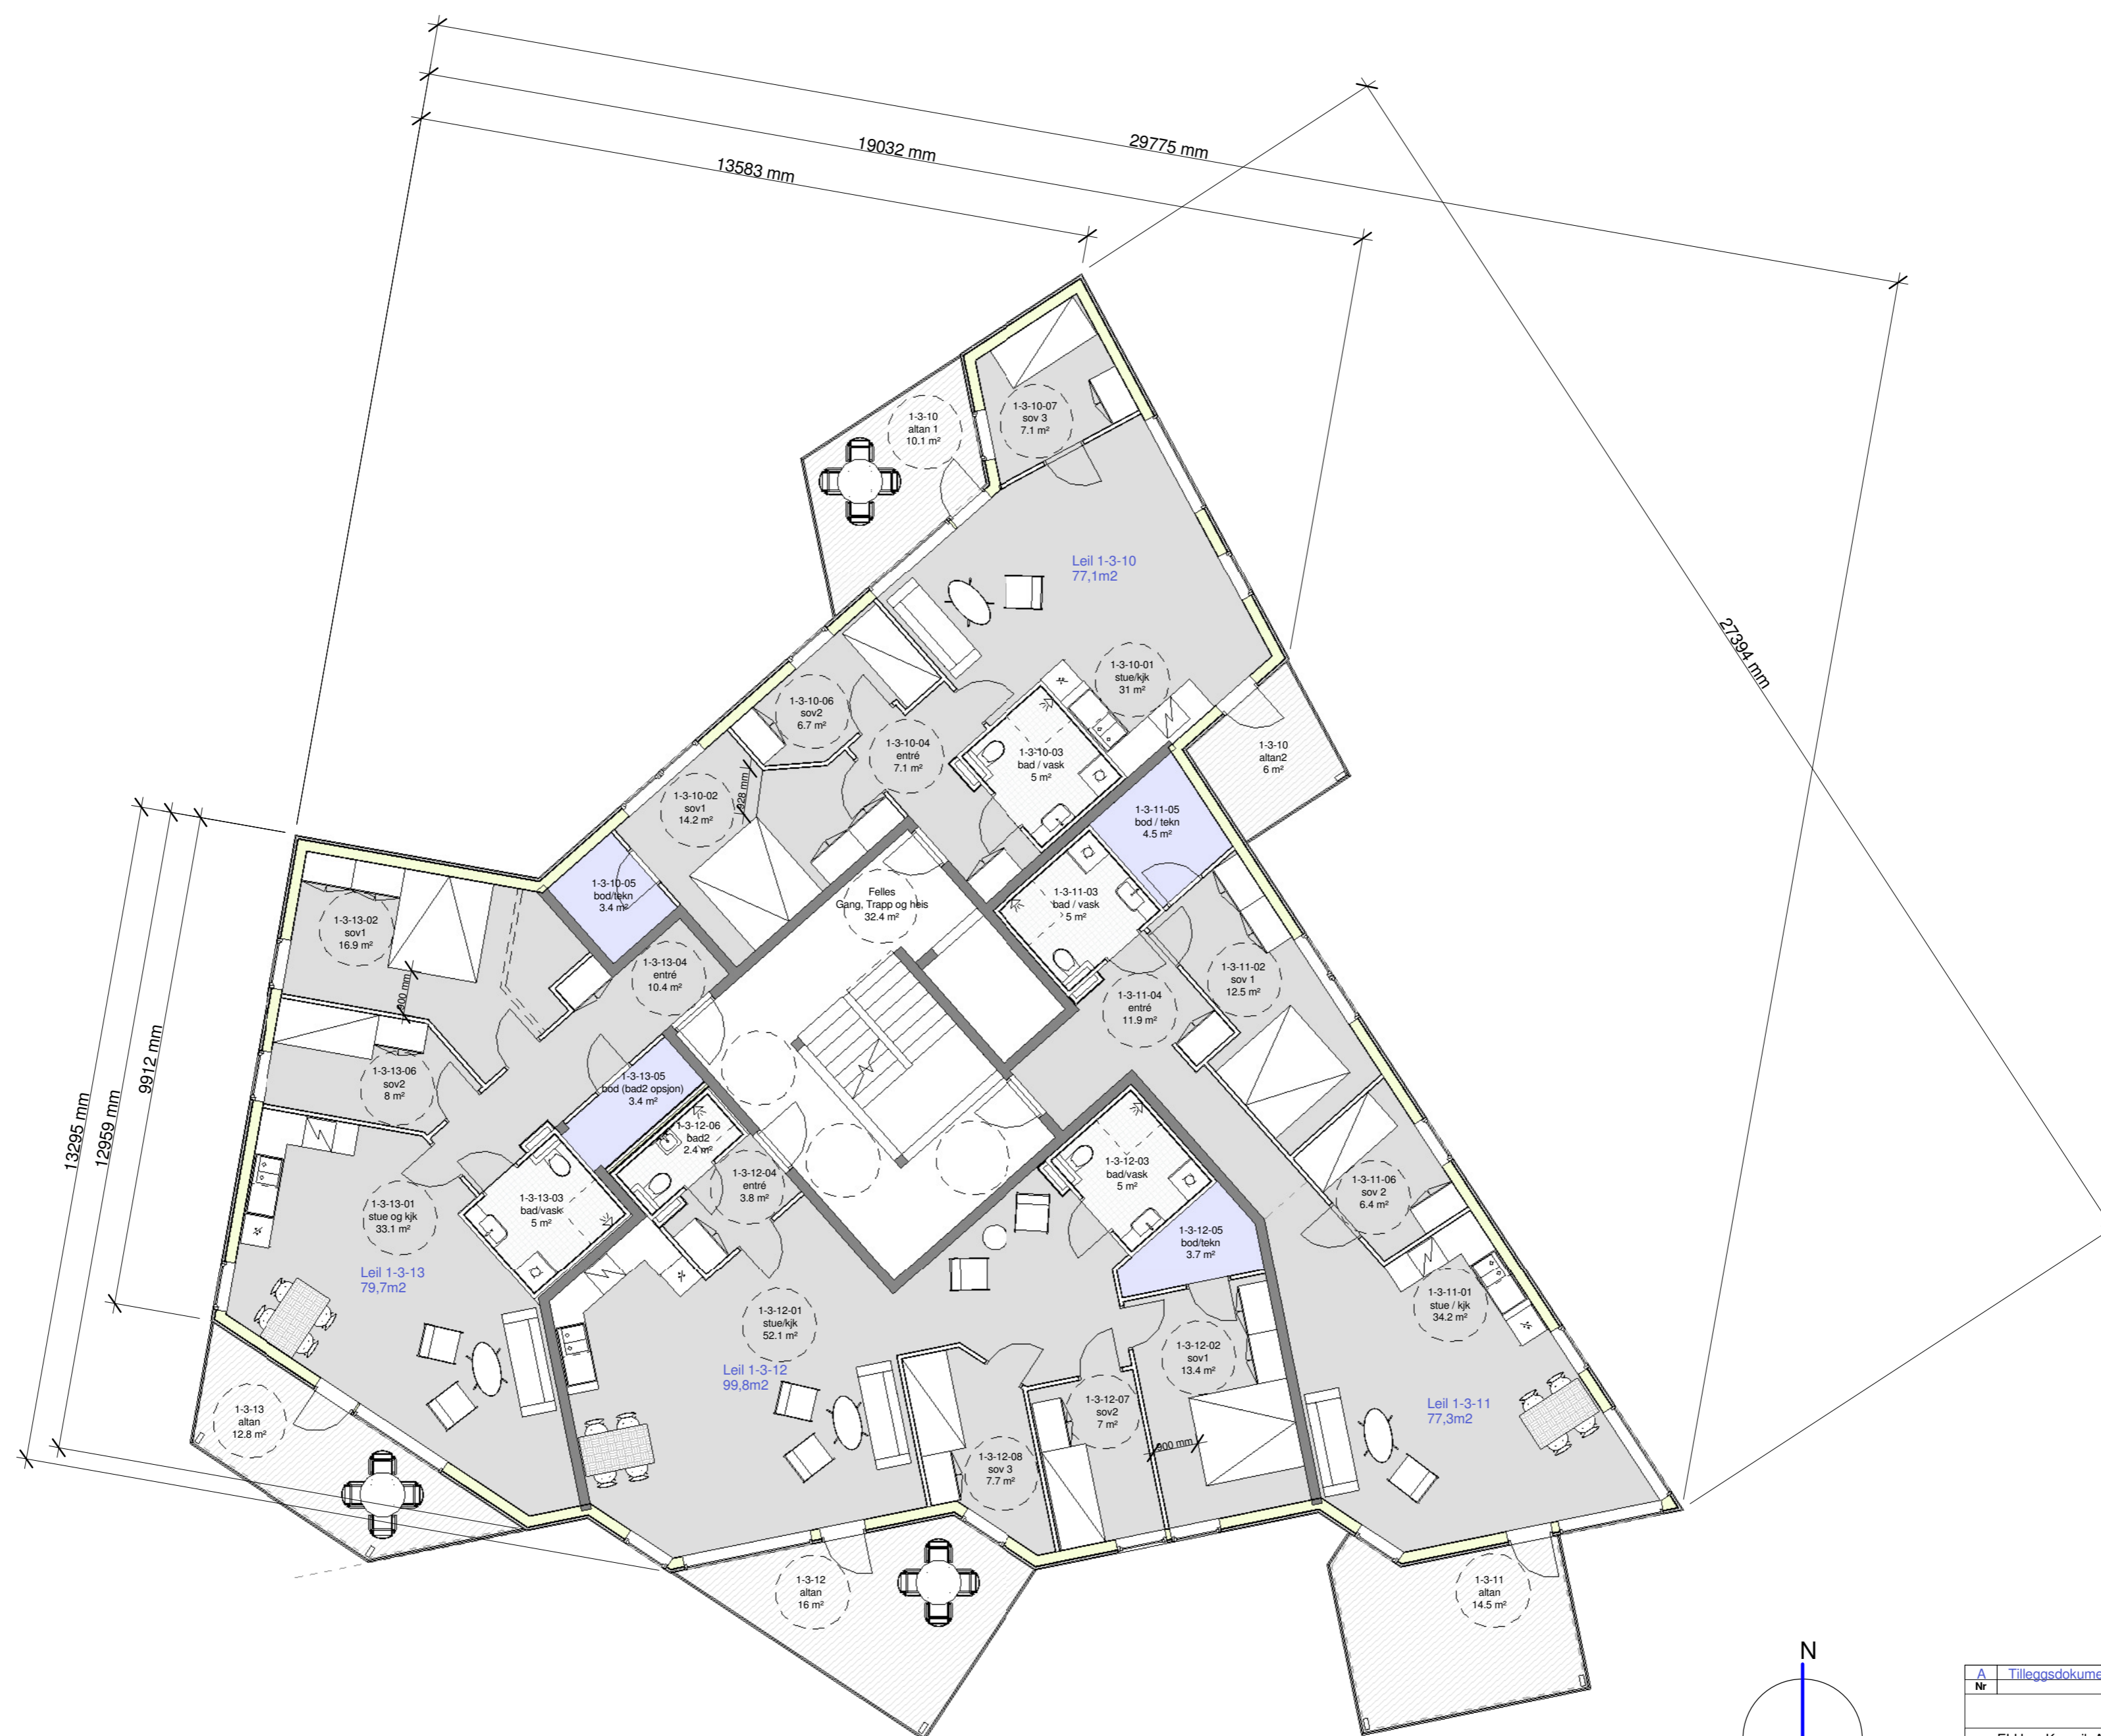 29775 mm
19032 mm
13583 mm
27394 mm
1-3-10-07
sov 3
7.1 m²
1-3-10
altan 1
10.1 m²
Leil 1-3-10
77,1m2
1-3-10-01
stue/kjk
31 m²
1-3-10-06
sov2
6.7 m²
1-3-10-04
entré
7.1 m²
1-3-10-03
bad / vask
5 m²
1-3-10
altan2
6 m²
1-3-10-02
sov1
14.2 m²
928 mm
1-3-11-05
bod / tekn
4.5 m²
1-3-10-05
bod/tekn
3.4 m²
Felles
Gang, Trapp og heis
32.4 m²
1-3-11-03
bad / vask
5 m²
1-3-13-02
sov1
16.9 m²
1-3-13-04
entré
10.4 m²
1-3-11-02
sov 1
12.5 m²
1-3-11-04
entré
11.9 m²
9912 mm
12959 mm
13295 mm
1-3-13-06
sov2
8 m²
1-3-13-05
bod (bad2 opsjon)
3.4 m²
1-3-12-06
bad2
2.4 m²
1-3-12-04
entré
3.8 m²
1-3-12-03
bad/vask
5 m²
1-3-11-06
sov 2
6.4 m²
1-3-13-01
stue og kjk
33.1 m²
1-3-13-03
bad/vask
5 m²
1-3-12-05
bod/tekn
3.7 m²
Leil 1-3-13
79,7m2
1-3-12-01
stue/kjk
52.1 m²
1-3-11-01
stue / kjk
34.2 m²
1-3-12-02
sov1
13.4 m²
Leil 1-3-12
99,8m2
1-3-12-07
sov2
7 m²
Leil 1-3-11
77,3m2
1-3-13
altan
12.8 m²
900 mm
1-3-12-08
sov 3
7.7 m²
1-3-12
altan
16 m²
1-3-11
altan
14.5 m²
N
A Tilleggsdokume
Nr